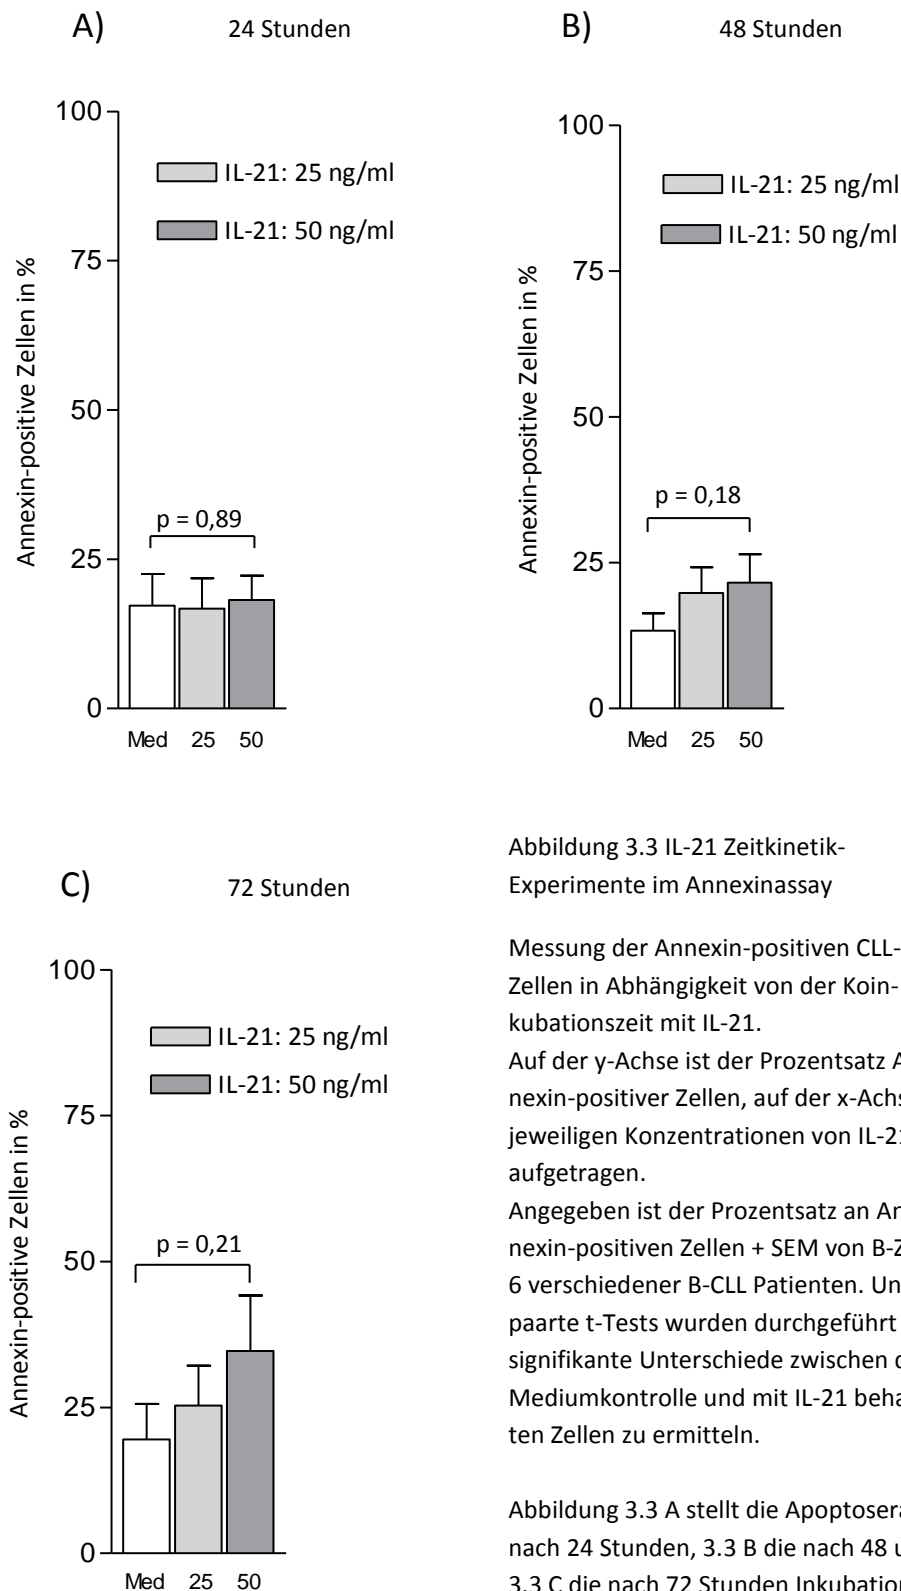 A)
24 Stunden
100
75
50
25
0
Annexin-positive Zellen in %
IL-21: 25 ng/ml
IL-21: 50 ng/ml
p = 0,89
Med 25 50
B)
48 Stunden
100
75
50
25
0
Annexin-positive Zellen in %
IL-21: 25 ng/ml
IL-21: 50 ng/ml
p = 0,18
Med 25 50
C)
72 Stunden
100
75
50
25
0
Annexin-positive Zellen in %
IL-21: 25 ng/ml
IL-21: 50 ng/ml
p = 0,21
Med 25 50
Abbildung 3.3 IL-21 Zeitkinetik-
Experimente im Annexinassay
Messung der Annexin-positiven CLL-
Zellen in Abhängigkeit von der Koin-
kubationszeit mit IL-21.
Auf der y-Achse ist der Prozentsatz
nexin-positiver Zellen, auf der
jeweiligen Konzentrationen von
aufgetragen.
Angegeben ist der Prozentsatz an
nexin-positiven Zellen + SEM von
6 verschiedener B-CLL Patienten.
paarte t-Tests wurden durchgeführt
signifikante Unterschiede zwischen
Mediumkontrolle und mit IL-21
ten Zellen zu ermitteln.
Abbildung 3.3 A stellt die
nach 24 Stunden, 3.3 B die nach 48
3.3 C die nach 72 Stunden